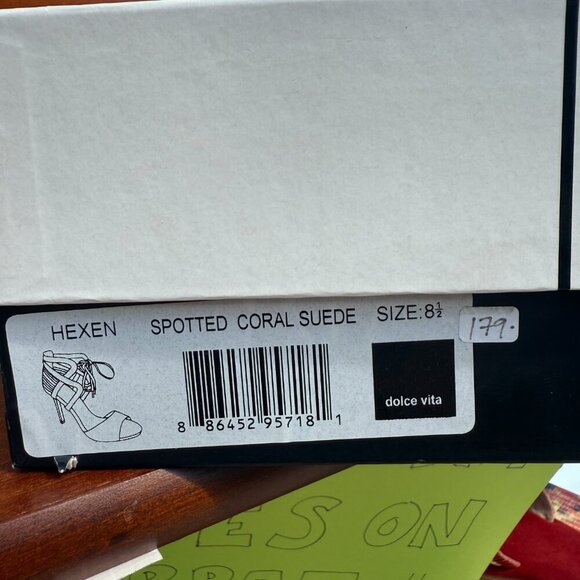 HEXEN SPOTTED CORAL SUEDE SIZE:8½
179.
8 86452 95718 1
dolce vita
ES ON